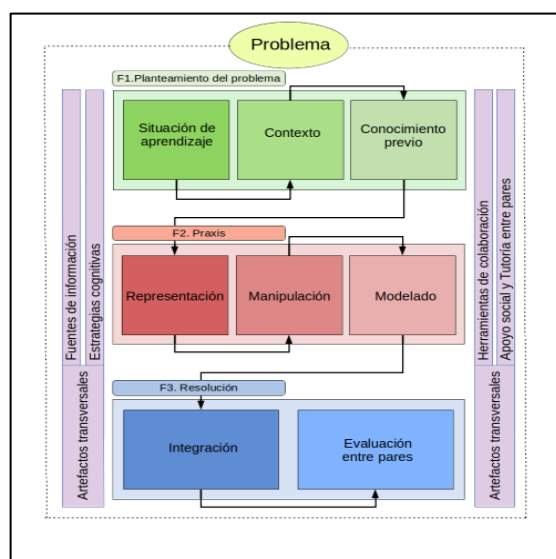 Problema
F1.Planteamiento del problema
Situación de
aprendizaje
Contexto
Conocimiento
previo
F2. Praxis
Representación
Manipulación
Modelado
F3. Resolución
Integración
Evaluación
entre pares
Fuentes de información
Estrategias cognitivas
Artefactos transversales
Herramientas de colaboración
Apoyo social y Tutoría entre pares
Artefactos transversales